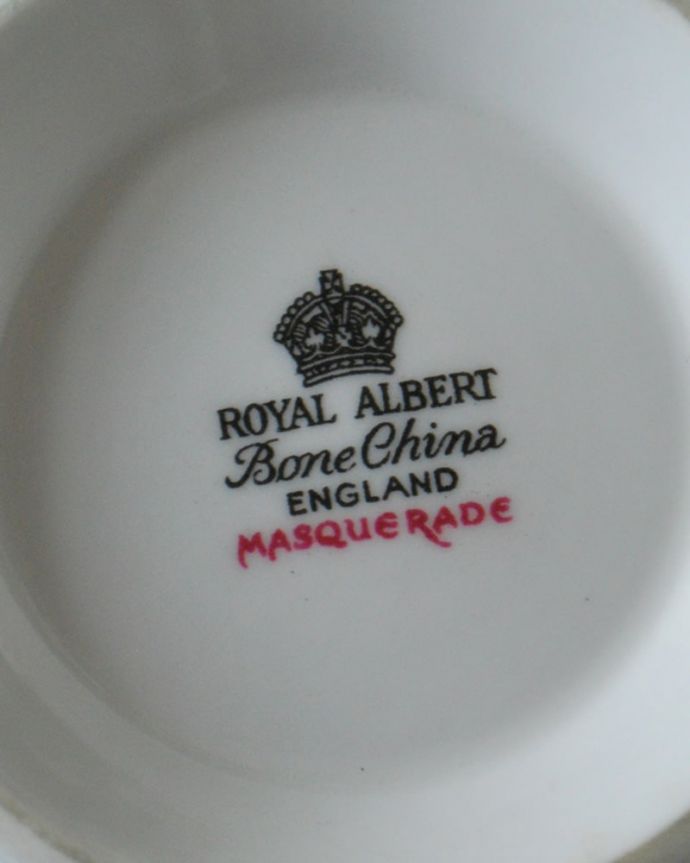 ROYAL ALBERT
Bone China
ENGLAND
MASQUERADE